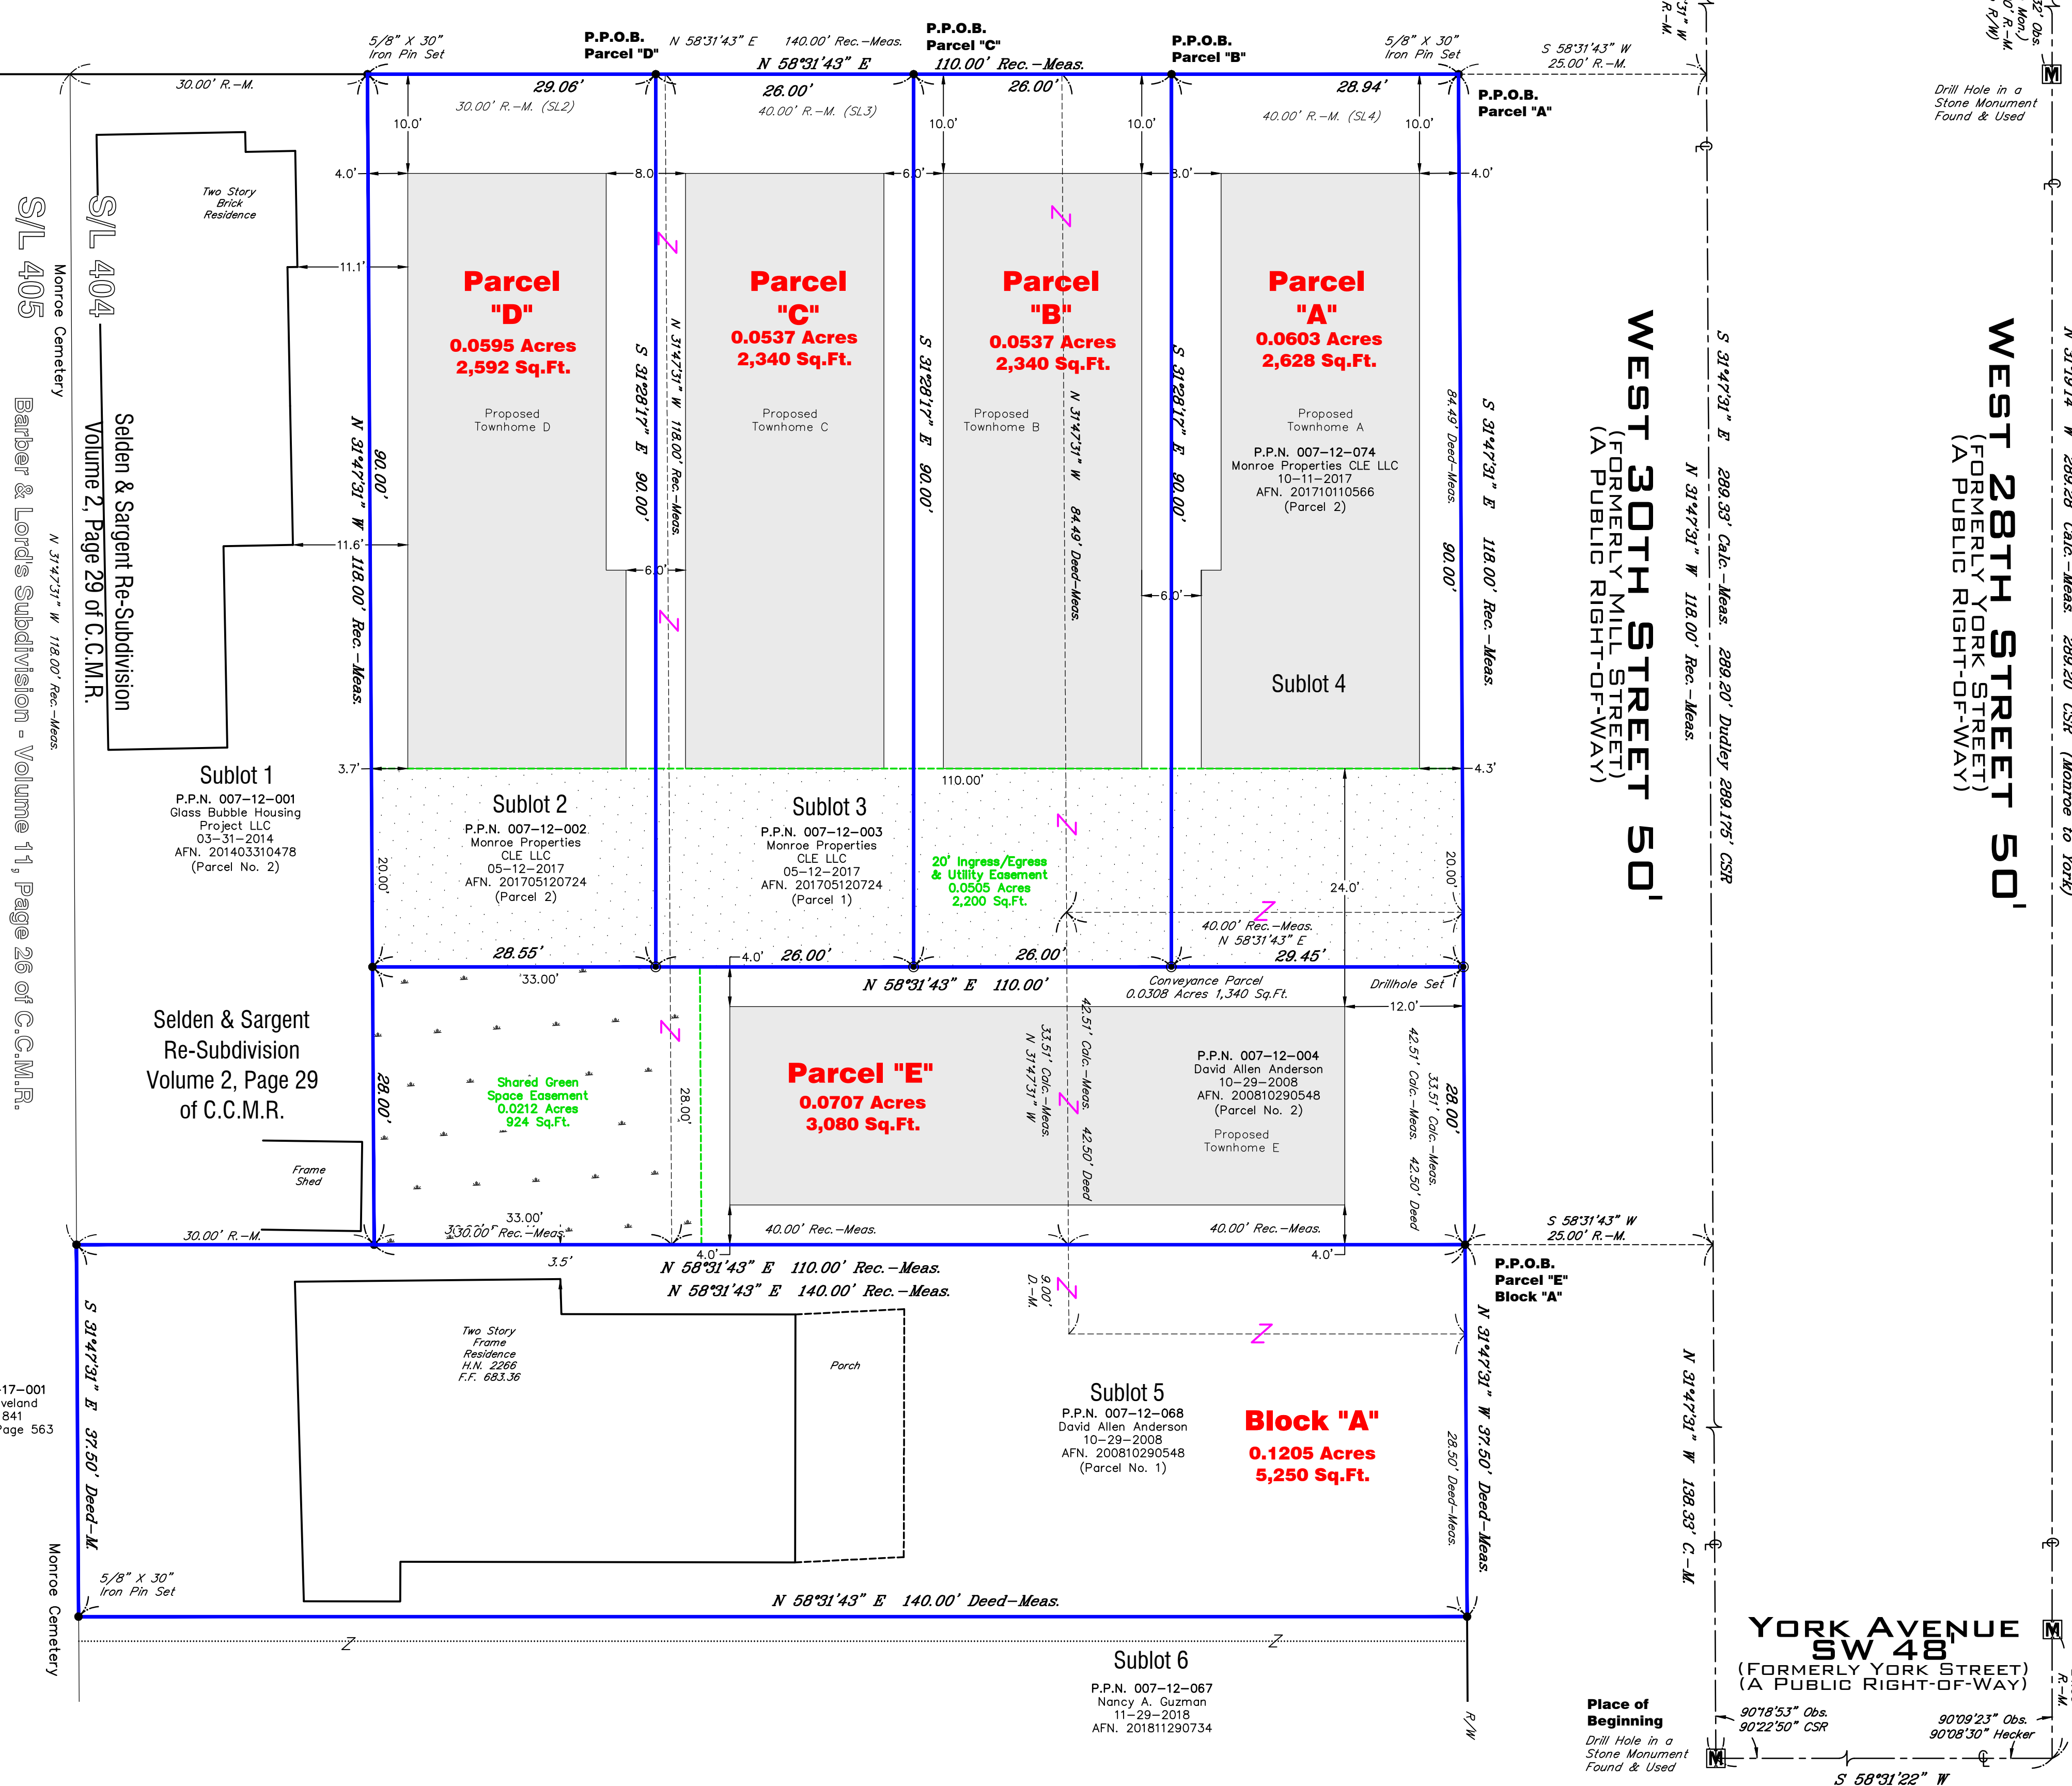 5/8" X 30"
Iron Pin Set
P.P.O.B.
Parcel "D"
N 58°31'43" E 140.00' Rec.-Meas.
P.P.O.B.
Parcel "C"
N 58°31'43" E 110.00' Rec.-Meas.
P.P.O.B.
Parcel "B"
5/8" X 30"
Iron Pin Set
S 58°31'43" W
25.00' R.-M.
P.P.O.B.
Parcel "A"
Drill Hole in a
Stone Monument
Found & Used
M
30.00' R.-M.
29.06'
30.00' R.-M. (SL2)
26.00'
40.00' R.-M. (SL3)
26.00'
28.94'
40.00' R.-M. (SL4)
10.0'
10.0'
10.0'
10.0'
4.0'
8.0'
6.0'
8.0'
4.0'
Two Story
Brick
Residence
11.1'
11.6'
6.0'
6.0'
S/L 404
S/L 405
Monroe Cemetery
Barber & Lord's Subdivision - Volume 11, Page 26 of C.C.M.R.
N 31°47'31" W 118.00' Rec.-Meas.
Selden & Sargent Re-Subdivision
Volume 2, Page 29 of C.C.M.R.
N 31°47'31" W 118.00' Rec.-Meas.
90.00'
Parcel
"D"
0.0595 Acres
2,592 Sq.Ft.
Proposed
Townhome D
S 31°28'17" E 90.00'
N 31°47'31" W 118.00' Rec.-Meas.
Parcel
"C"
0.0537 Acres
2,340 Sq.Ft.
Proposed
Townhome C
S 31°28'17" E 90.00'
Parcel
"B"
0.0537 Acres
2,340 Sq.Ft.
Proposed
Townhome B
N 31°47'31" W 84.49' Deed-Meas.
S 31°28'17" E 90.00'
Parcel
"A"
0.0603 Acres
2,628 Sq.Ft.
Proposed
Townhome A
P.P.N. 007-12-074
Monroe Properties CLE LLC
10-11-2017
AFN. 201710110566
(Parcel 2)
Sublot 4
84.49' Deed-Meas.
90.00'
S 31°47'31" E 118.00' Rec.-Meas.
WEST 30TH STREET 50'
(FORMERLY MILL STREET)
(A PUBLIC RIGHT-OF-WAY)
N 31°47'31" W 118.00' Rec.-Meas.
S 31°47'31" E 289.33' Calc.-Meas. 289.20' Dudley 289.175' CSR
WEST 28TH STREET 50'
(FORMERLY YORK STREET)
(A PUBLIC RIGHT-OF-WAY)
N 31°19'14" W 289.28' Calc.-Meas. 289.20' CSR (Monroe to York)
3.7'
4.3'
110.00'
Sublot 1
P.P.N. 007-12-001
Glass Bubble Housing
Project LLC
03-31-2014
AFN. 201403310478
(Parcel No. 2)
20.00'
Sublot 2
P.P.N. 007-12-002
Monroe Properties
CLE LLC
05-12-2017
AFN. 201705120724
(Parcel 2)
Sublot 3
P.P.N. 007-12-003
Monroe Properties
CLE LLC
05-12-2017
AFN. 201705120724
(Parcel 1)
20' Ingress/Egress
& Utility Easement
0.0505 Acres
2,200 Sq.Ft.
24.0'
20.00'
40.00' Rec.-Meas.
N 58°31'43" E
28.55'
4.0'
26.00'
26.00'
29.45'
33.00'
N 58°31'43" E 110.00'
Conveyance Parcel
0.0308 Acres 1,340 Sq.Ft.
Drillhole Set
12.0'
Selden & Sargent
Re-Subdivision
Volume 2, Page 29
of C.C.M.R.
28.00'
Shared Green
Space Easement
0.0212 Acres
924 Sq.Ft.
28.00'
Parcel "E"
0.0707 Acres
3,080 Sq.Ft.
N 31°47'31" W
33.51' Calc.-Meas.
42.51' Calc.-Meas. 42.50' Deed
P.P.N. 007-12-004
David Allen Anderson
10-29-2008
AFN. 200810290548
(Parcel No. 2)
Proposed
Townhome E
42.51' Calc.-Meas. 42.50' Deed
33.51' Calc.-Meas.
28.00'
Frame
Shed
30.00' R.-M.
33.00'
30.00' Rec.-Meas.
40.00' Rec.-Meas.
40.00' Rec.-Meas.
S 58°31'43" W
25.00' R.-M.
3.5'
4.0'
4.0'
N 58°31'43" E 110.00' Rec.-Meas.
N 58°31'43" E 140.00' Rec.-Meas.
9.00'
D.-M.
P.P.O.B.
Parcel "E"
Block "A"
S 31°47'31" E 37.50' Deed-M.
Two Story
Frame
Residence
H.N. 2266
F.F. 683.36
Porch
Sublot 5
P.P.N. 007-12-068
David Allen Anderson
10-29-2008
AFN. 200810290548
(Parcel No. 1)
Block "A"
0.1205 Acres
5,250 Sq.Ft.
28.50' Deed-Meas.
N 31°47'31" W 37.50' Deed-Meas.
N 31°47'31" W 138.33' C.-M.
-17-001
veland
841
Page 563
Monroe Cemetery
5/8" X 30"
Iron Pin Set
N 58°31'43" E 140.00' Deed-Meas.
Sublot 6
P.P.N. 007-12-067
Nancy A. Guzman
11-29-2018
AFN. 201811290734
R/W
YORK AVENUE
SW 48'
(FORMERLY YORK STREET)
(A PUBLIC RIGHT-OF-WAY)
M
R.-M.
Place of
Beginning
Drill Hole in a
Stone Monument
Found & Used
M
90°18'53" Obs.
90°22'50" CSR
90°09'23" Obs.
90°08'30" Hecker
S 58°31'22" W